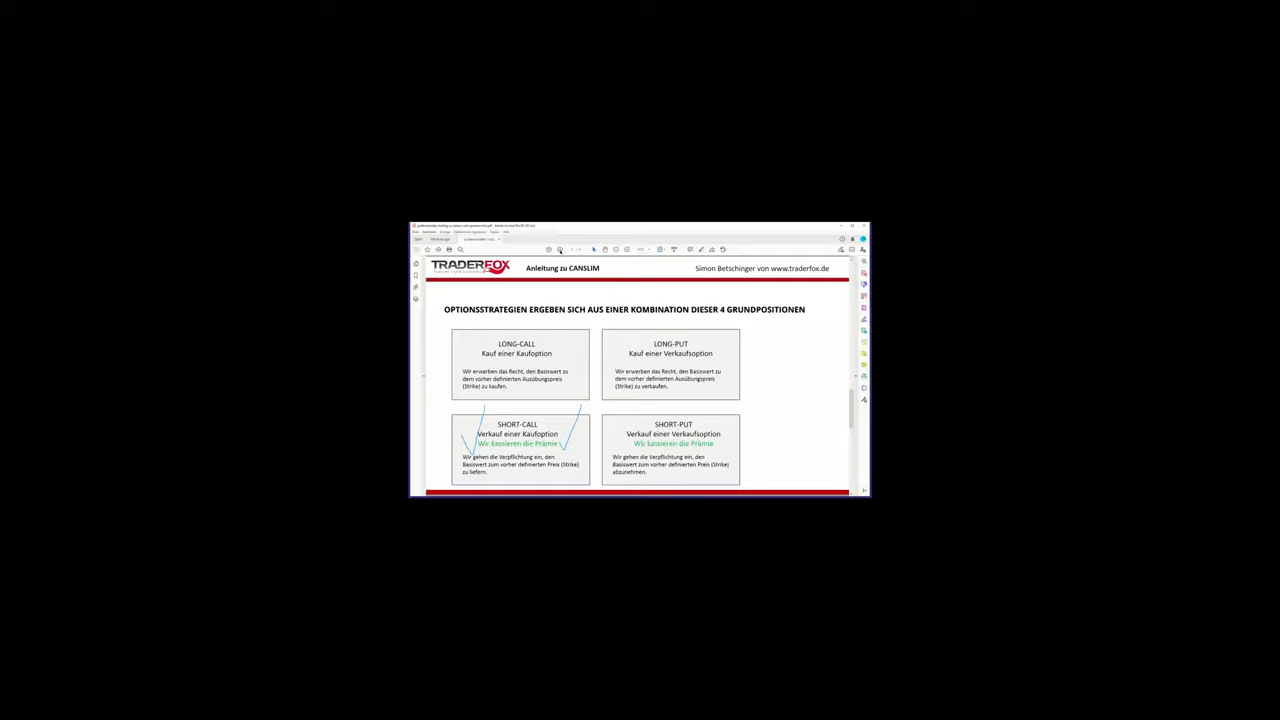 Start Werkzeuge
TRADERFOX
Anleitung zu CANSLIM
Simon Betschinger von www.traderfox.de
OPTIONSSTRATEGIEN ERGEBEN SICH AUS EINER KOMBINATION DIESER 4 GRUNDPOSITIONEN
LONG-CALL
Kauf einer Kaufoption
Wir erwerben das Recht, den Basiswert zu
dem vorher definierten Ausübungspreis
(Strike) zu kaufen.
LONG-PUT
Kauf einer Verkaufsoption
Wir erwerben das Recht, den Basiswert zu
dem vorher definierten Ausübungspreis
(Strike) zu verkaufen.
SHORT-CALL
Verkauf einer Kaufoption
Wir kassieren die Prämie
Wir gehen die Verpflichtung ein, den
Basiswert zum vorher definierten Preis (Strike)
zu liefern.
SHORT-PUT
Verkauf einer Verkaufsoption
Wir kassieren die Prämie
Wir gehen die Verpflichtung ein, den
Basiswert zum vorher definierten Preis (Strike)
abzunehmen.